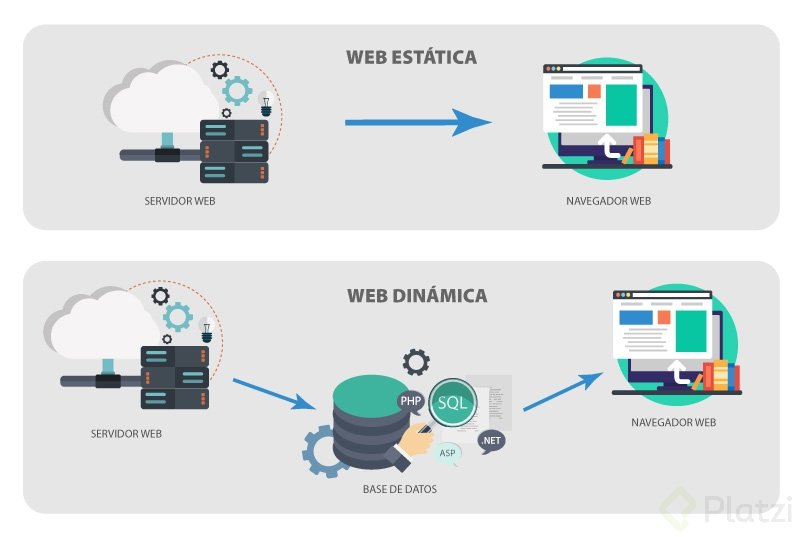 WEB ESTÁTICA
SERVIDOR WEB
NAVEGADOR WEB
WEB DINÁMICA
PHP
SQL
.NET
ASP
SERVIDOR WEB
NAVEGADOR WEB
BASE DE DATOS
Platzi